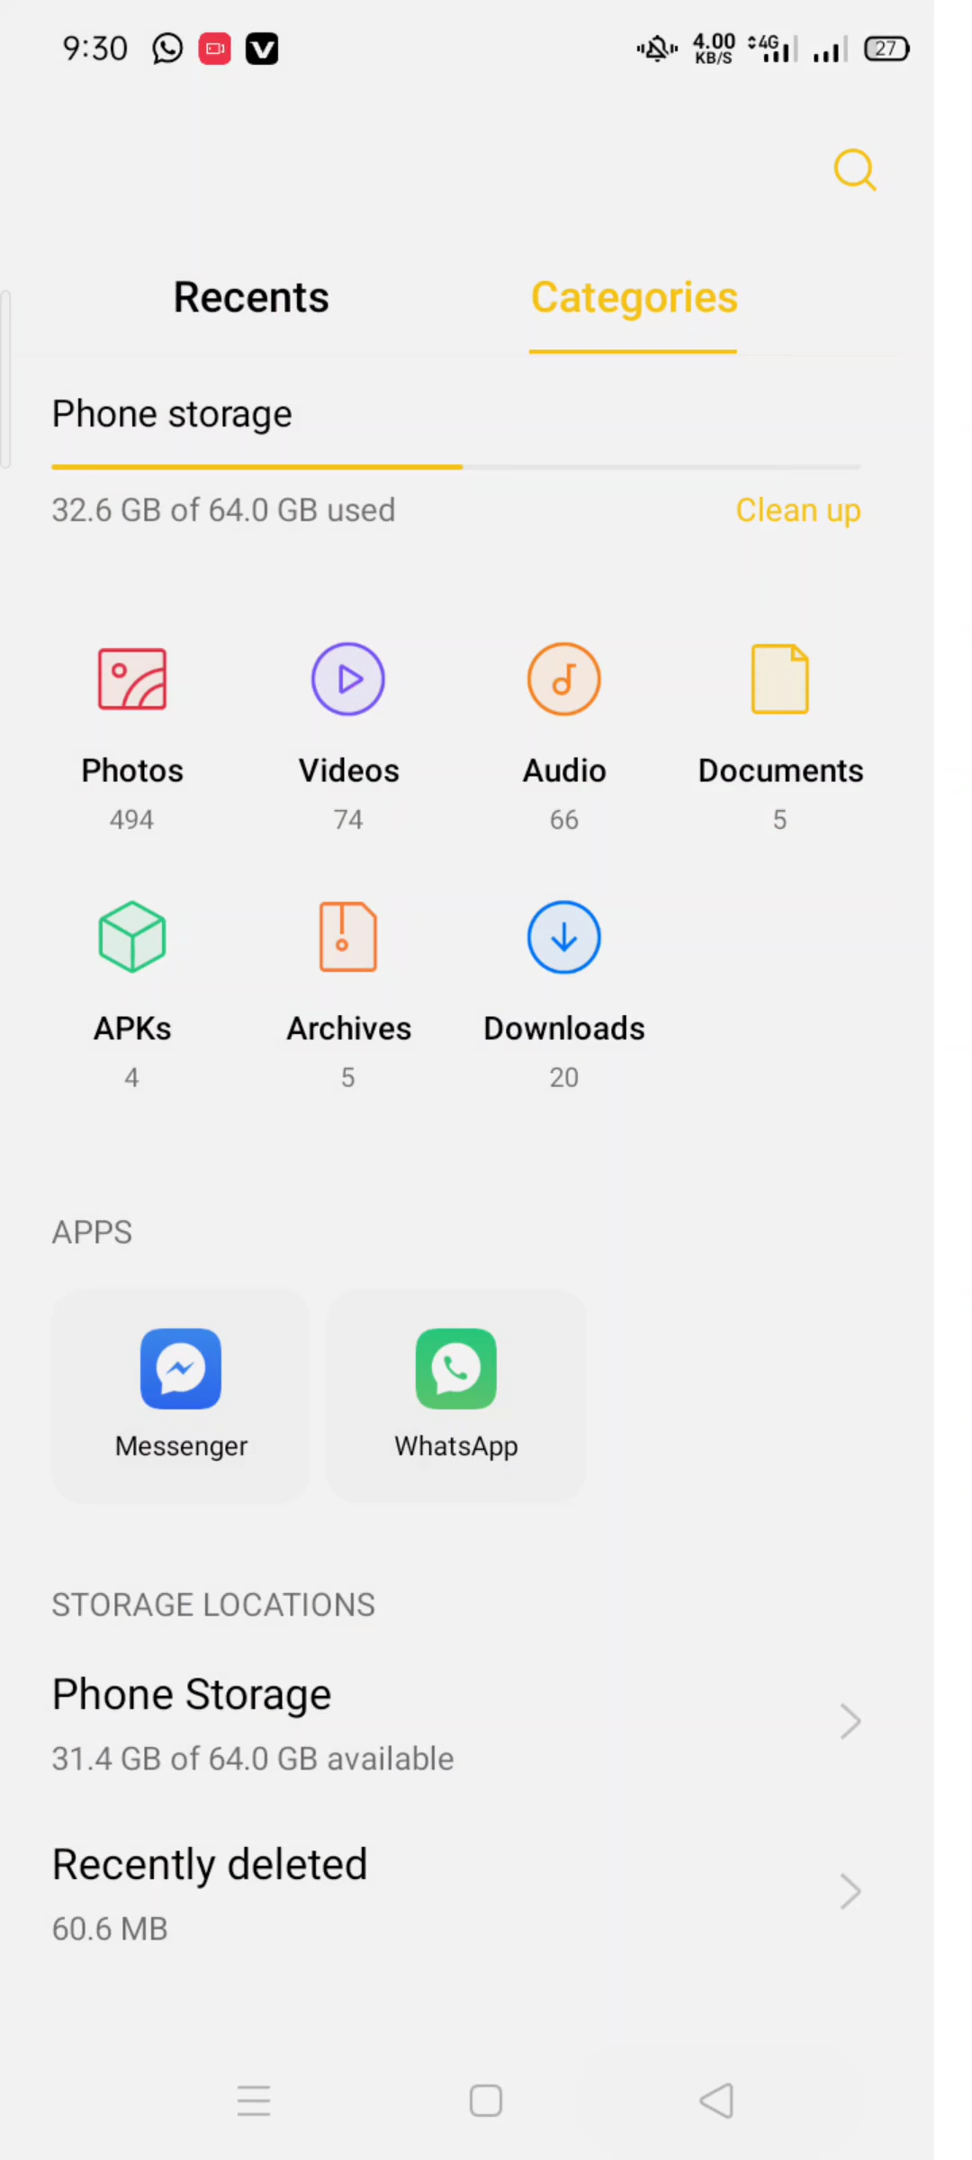 9:30 4.00 KB/S 4G 27
Recents Categories
Phone storage
32.6 GB of 64.0 GB used Clean up
Photos Videos Audio Documents
494 74 66 5
APKs Archives Downloads
4 5 20
APPS
Messenger WhatsApp
STORAGE LOCATIONS
Phone Storage
31.4 GB of 64.0 GB available
Recently deleted
60.6 MB